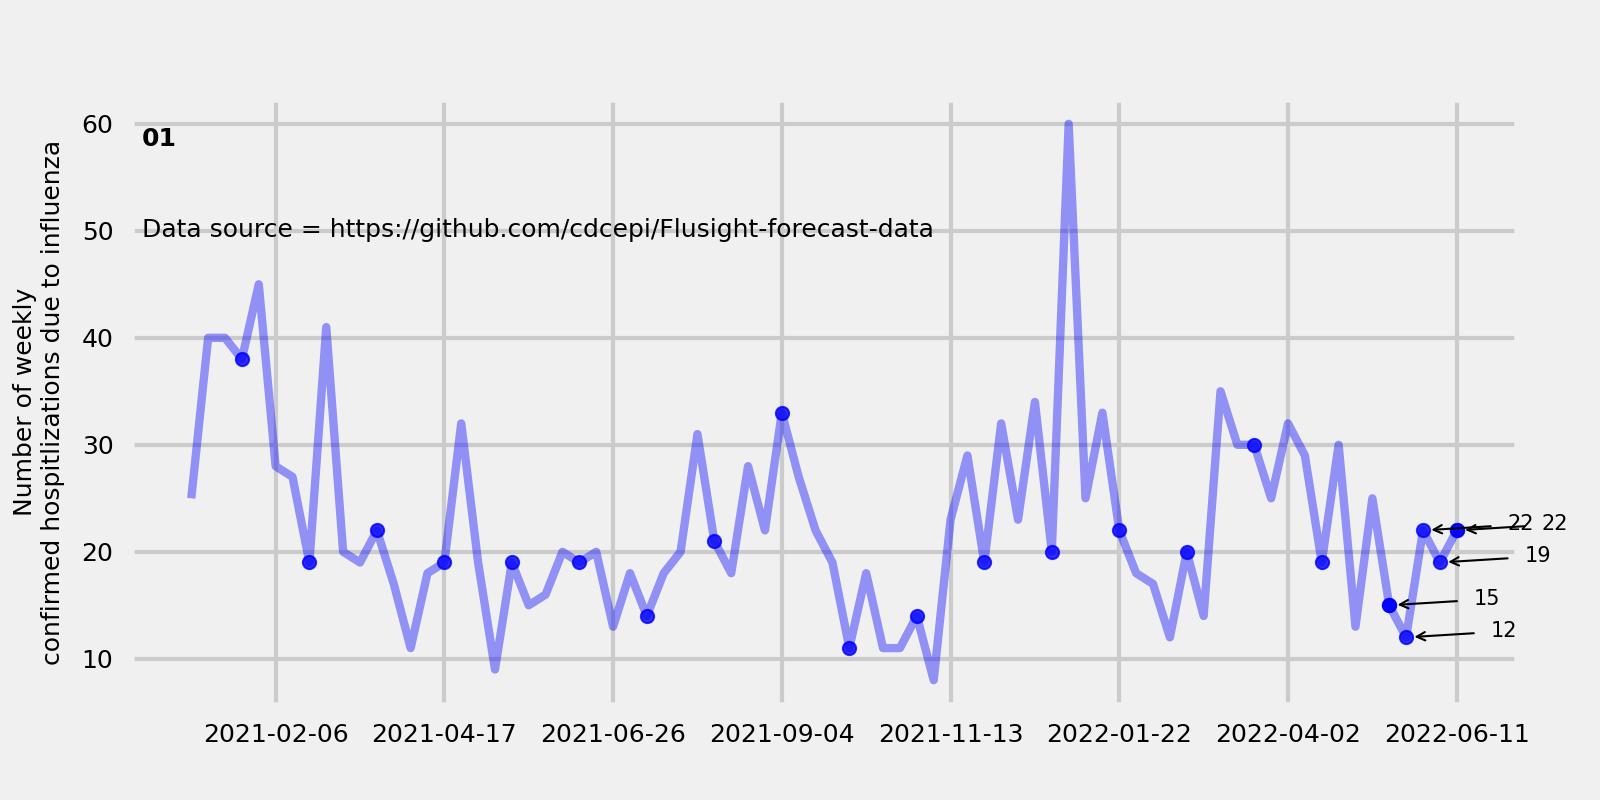 60
01
Data source = https://github.com/cdcepi/Flusight-forecast-data
50
40
30
20
10
Number of weekly
confirmed hospitlizations due to influenza
22 22
19
15
12
2021-02-06 2021-04-17 2021-06-26 2021-09-04 2021-11-13 2022-01-22 2022-04-02 2022-06-11